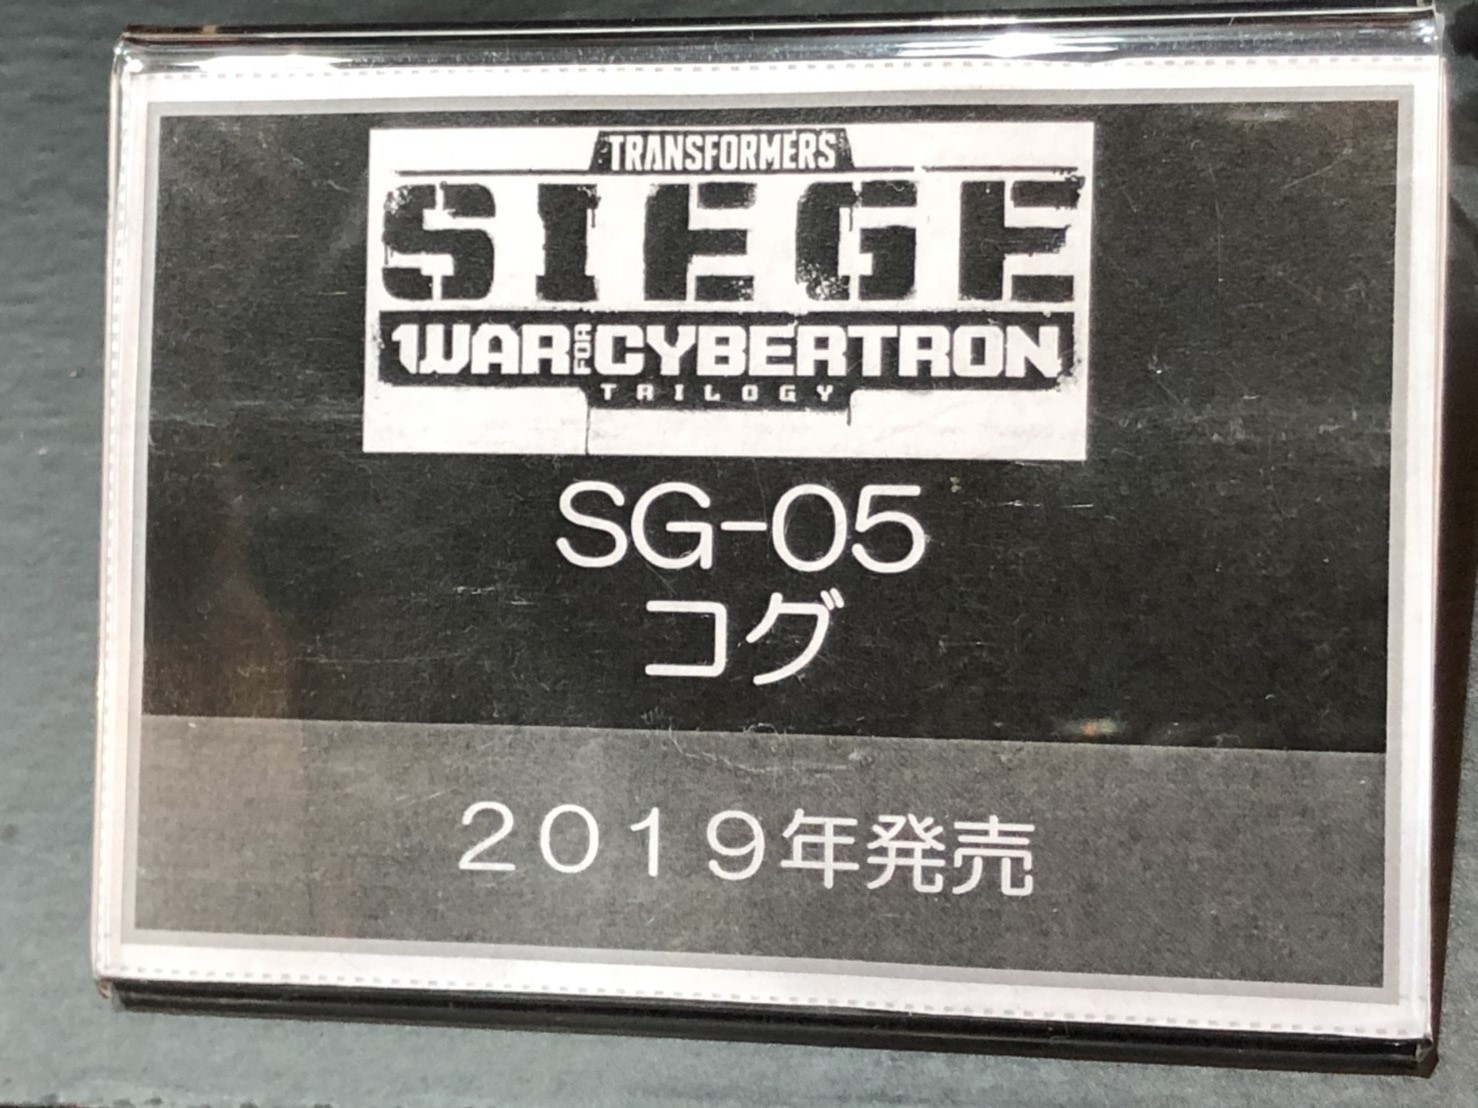 TRANSFORMERS
SIEGE
WAR FOR CYBERTRON
TRILOGY
SG-05
コグ
２０１９年発売